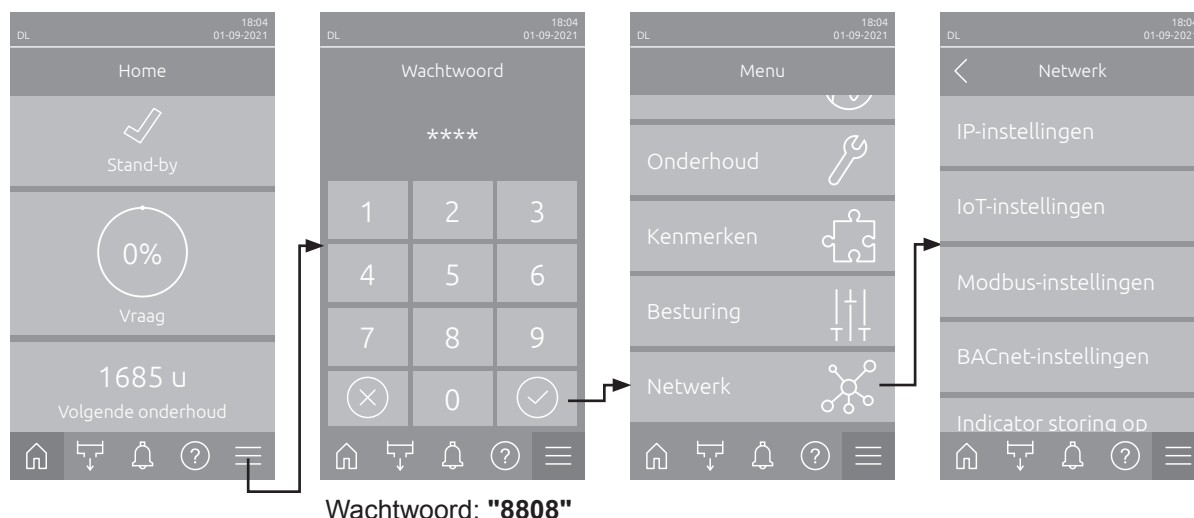 18:04
DL 01-09-2021
Home
Stand-by
0%
Vraag
1685 u
Volgende onderhoud
18:04
DL 01-09-2021
Wachtwoord
****
1 2 3
4 5 6
7 8 9
0
Wachtwoord: "8808"
18:04
DL 01-09-2021
Menu
Onderhoud
Kenmerken
Besturing
Netwerk
18:04
DL 01-09-2021
Netwerk
IP-instellingen
IoT-instellingen
Modbus-instellingen
BACnet-instellingen
Indicator storing op